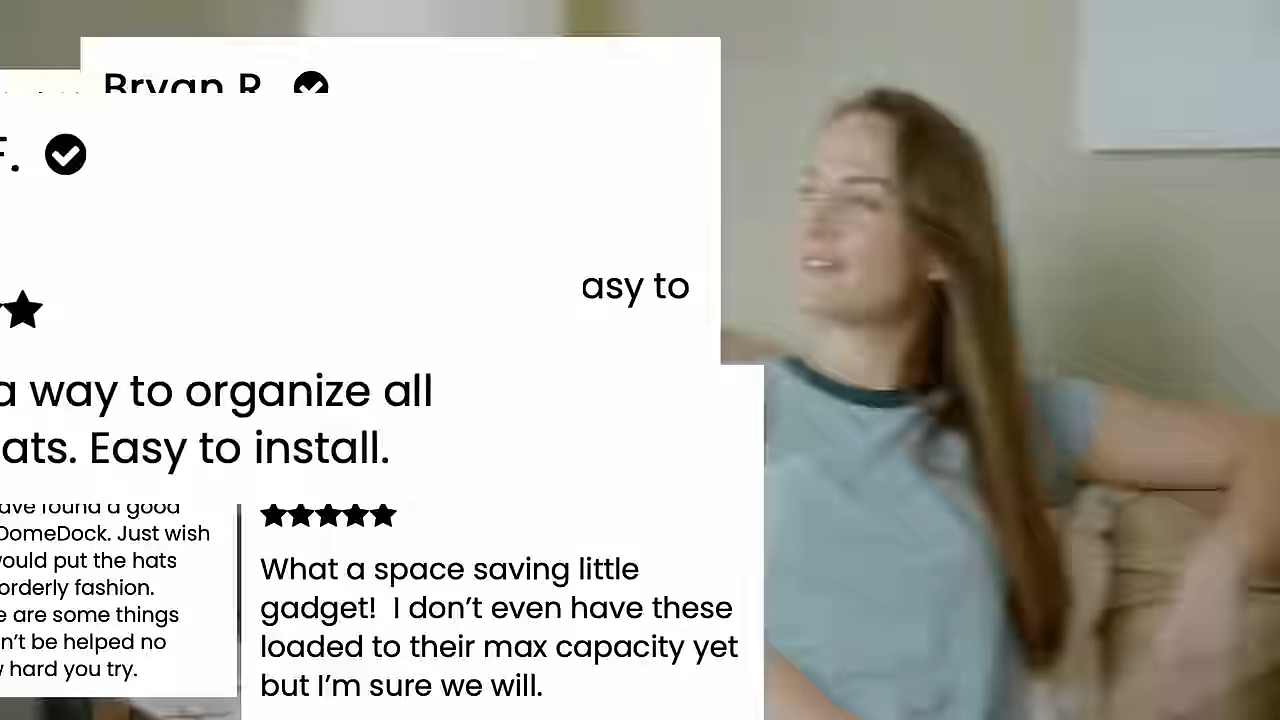 Bryan R.
F.
asy to
a way to organize all
ats. Easy to install.
ave found a good
DomeDock. Just wish
would put the hats
orderly fashion.
e are some things
n't be helped no
w hard you try.
What a space saving little
gadget!  I don’t even have these
loaded to their max capacity yet
but I’m sure we will.